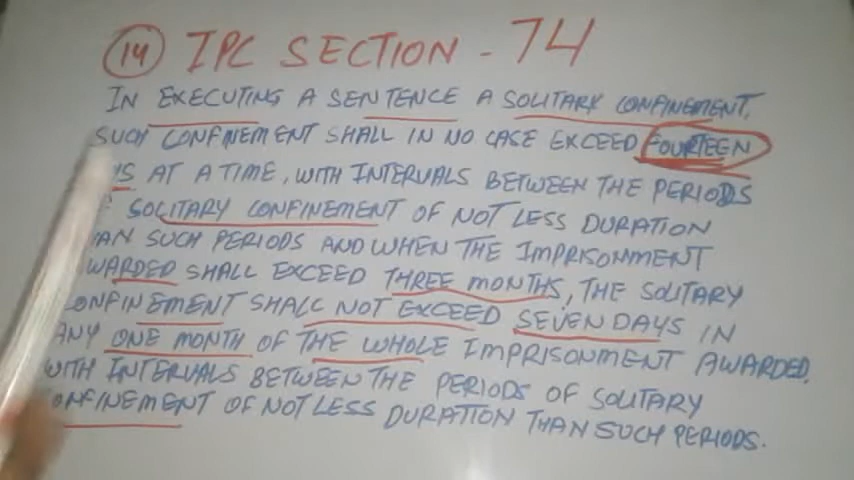 14 IPC SECTION - 74
IN EXECUTING A SENTENCE A SOLITARY CONFINEMENT,
SUCH CONFINEMENT SHALL IN NO CASE EXCEED FOURTEEN
AT A TIME, WITH INTERVALS BETWEEN THE PERIODS
SOLITARY CONFINEMENT OF NOT LESS DURATION
SUCH PERIODS AND WHEN THE IMPRISONMENT
WARDED SHALL EXCEED THREE MONTHS, THE SOLITARY
ONFINEMENT SHALL NOT EXCEED SEVEN DAYS IN
ANY ONE MONTH OF THE WHOLE IMPRISONMENT AWARDED.
WITH INTERVALS BETWEEN THE PERIODS OF SOLITARY
ONFINEMENT OF NOT LESS DURATION THAN SUCH PERIODS.